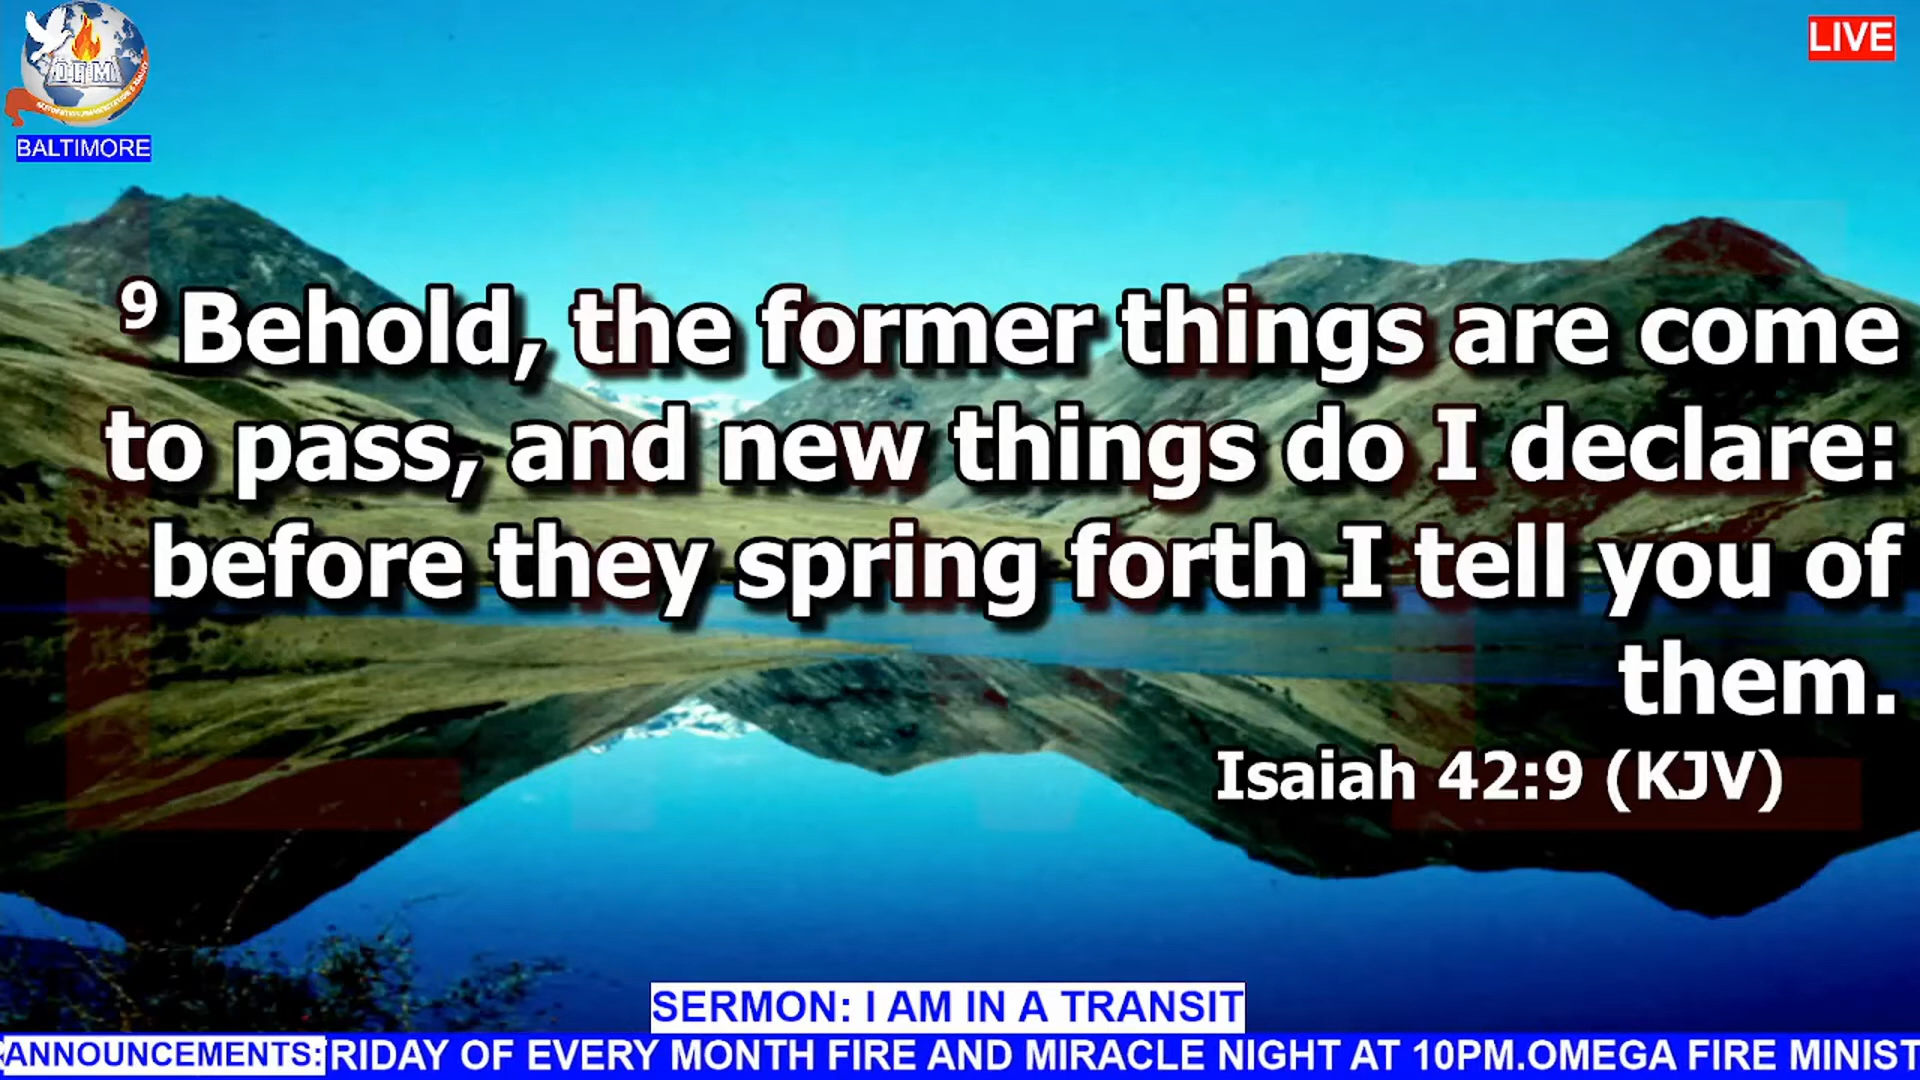 OFM
BALTIMORE
LIVE
9 Behold, the former things are come
to pass, and new things do I declare:
before they spring forth I tell you of
them.
Isaiah 42:9 (KJV)
SERMON: I AM IN A TRANSIT
ANNOUNCEMENTS: RIDAY OF EVERY MONTH FIRE AND MIRACLE NIGHT AT 10PM.OMEGA FIRE MINIST